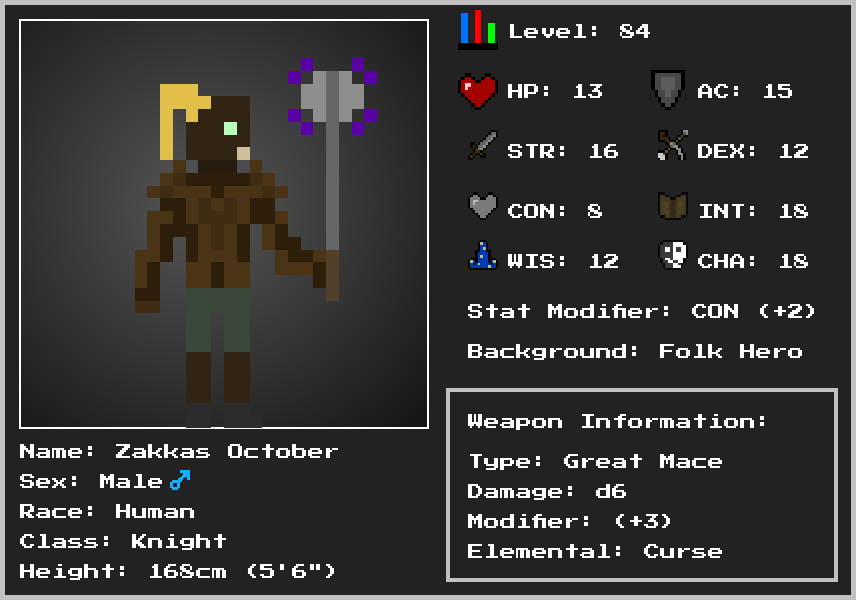 Level: 84
HP: 13
AC: 15
STR: 16
DEX: 12
CON: 8
INT: 18
WIS: 12
CHA: 18
Stat Modifier: CON (+2)
Background: Folk Hero
Weapon Information:
Type: Great Mace
Damage: d6
Modifier: (+3)
Elemental: Curse
Name: Zakkas October
Sex: Male♂
Race: Human
Class: Knight
Height: 168cm (5'6")